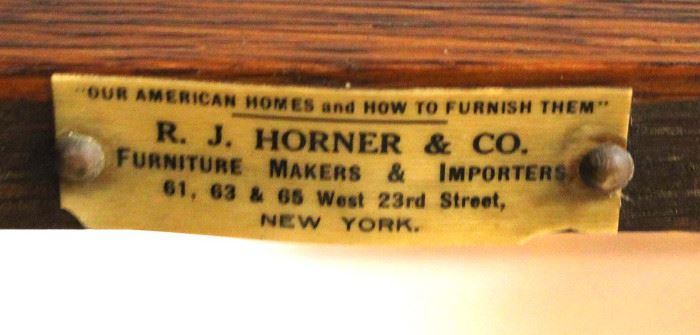 "OUR AMERICAN HOMES and HOW TO FURNISH THEM"
R. J. HORNER & CO.
FURNITURE MAKERS & IMPORTERS,
61, 63 & 65 West 23rd Street,
NEW YORK.